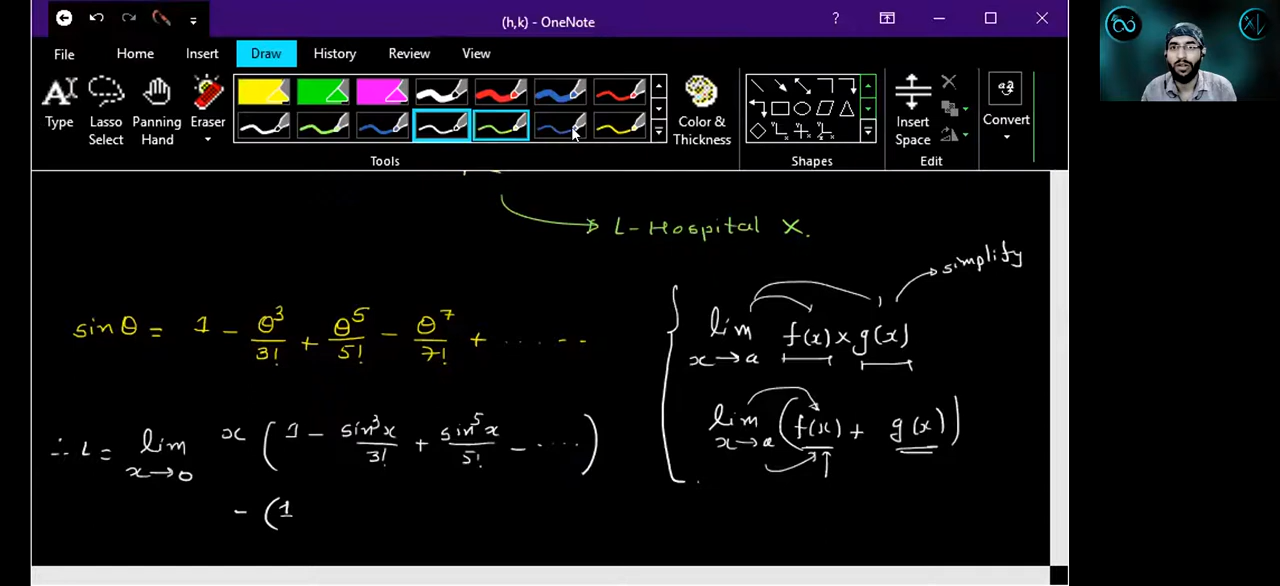 (h,k) - OneNote
?
File Home Insert Draw History Review View
Type Lasso Select Panning Hand Eraser Color & Thickness Insert Space Convert
Tools Shapes Edit
L-Hospital X.
simplify
sinθ = 1 - θ³/3! + θ⁵/5! - θ⁷/7! + ......
lim x→a f(x) x g(x)
∴ L = lim x→0 x (1 - sin³x/3! + sin⁵x/5! - ....)
lim x→a (f(x) + g(x))
- (1